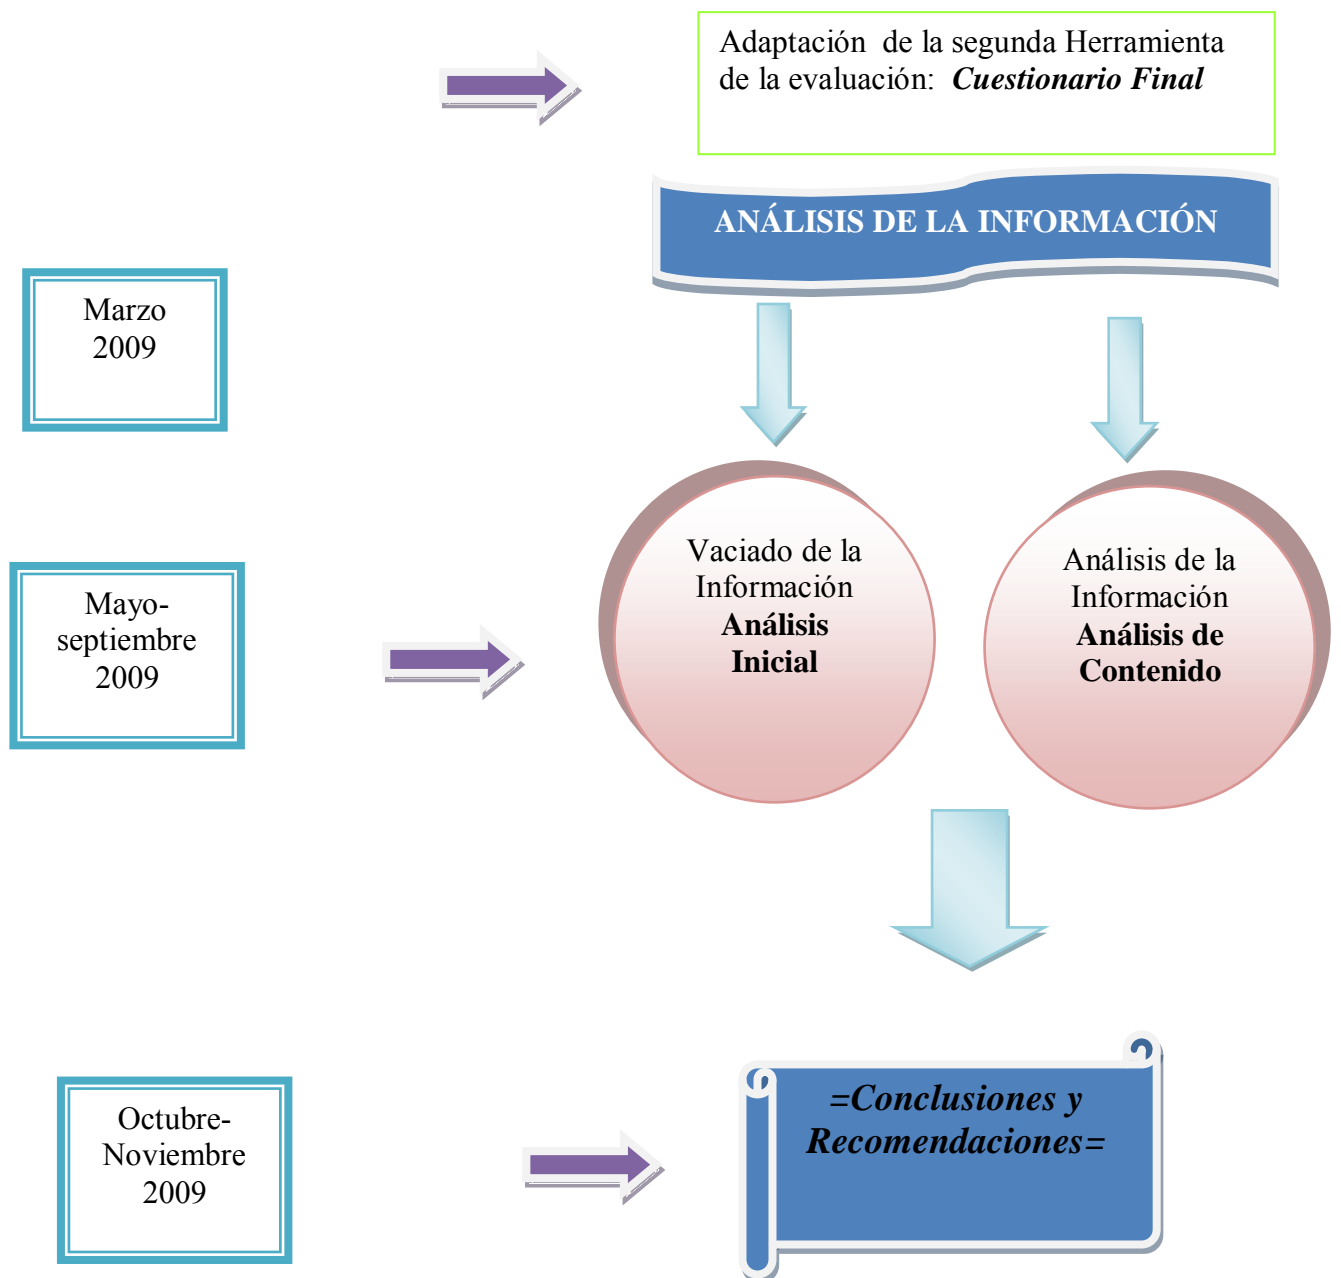 Adaptación de la segunda Herramienta
de la evaluación: Cuestionario Final
ANÁLISIS DE LA INFORMACIÓN
Marzo
2009
Mayo-
septiembre
2009
Vaciado de la
Información
Análisis
Inicial
Análisis de la
Información
Análisis de
Contenido
Octubre-
Noviembre
2009
=Conclusiones y
Recomendaciones=